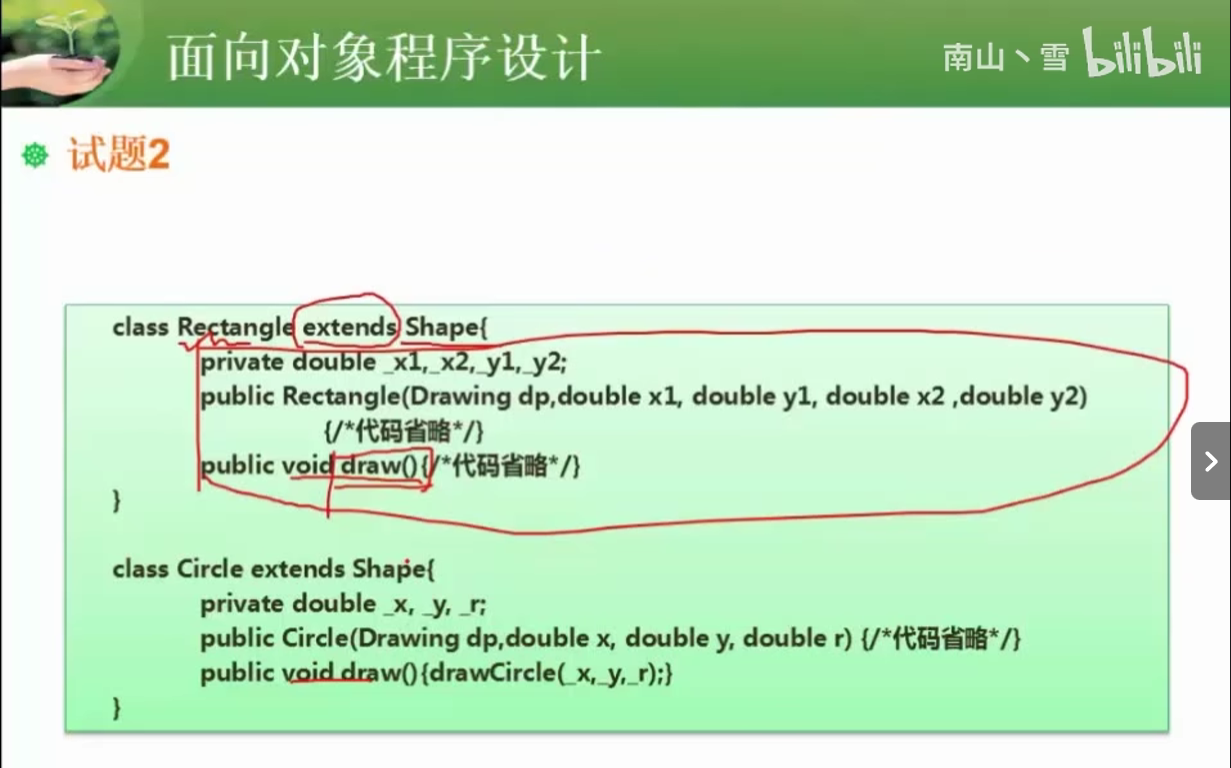 面向对象程序设计
南山丶雪 bilibili
试题2
class Rectangle extends Shape{
private double _x1,_x2,_y1,_y2;
public Rectangle(Drawing dp,double x1, double y1, double x2 ,double y2)
{/*代码省略*/}
public void draw(){/*代码省略*/}
}
class Circle extends Shape{
private double _x, _y, _r;
public Circle(Drawing dp,double x, double y, double r) {/*代码省略*/}
public void draw(){drawCircle(_x,_y,_r);}
}